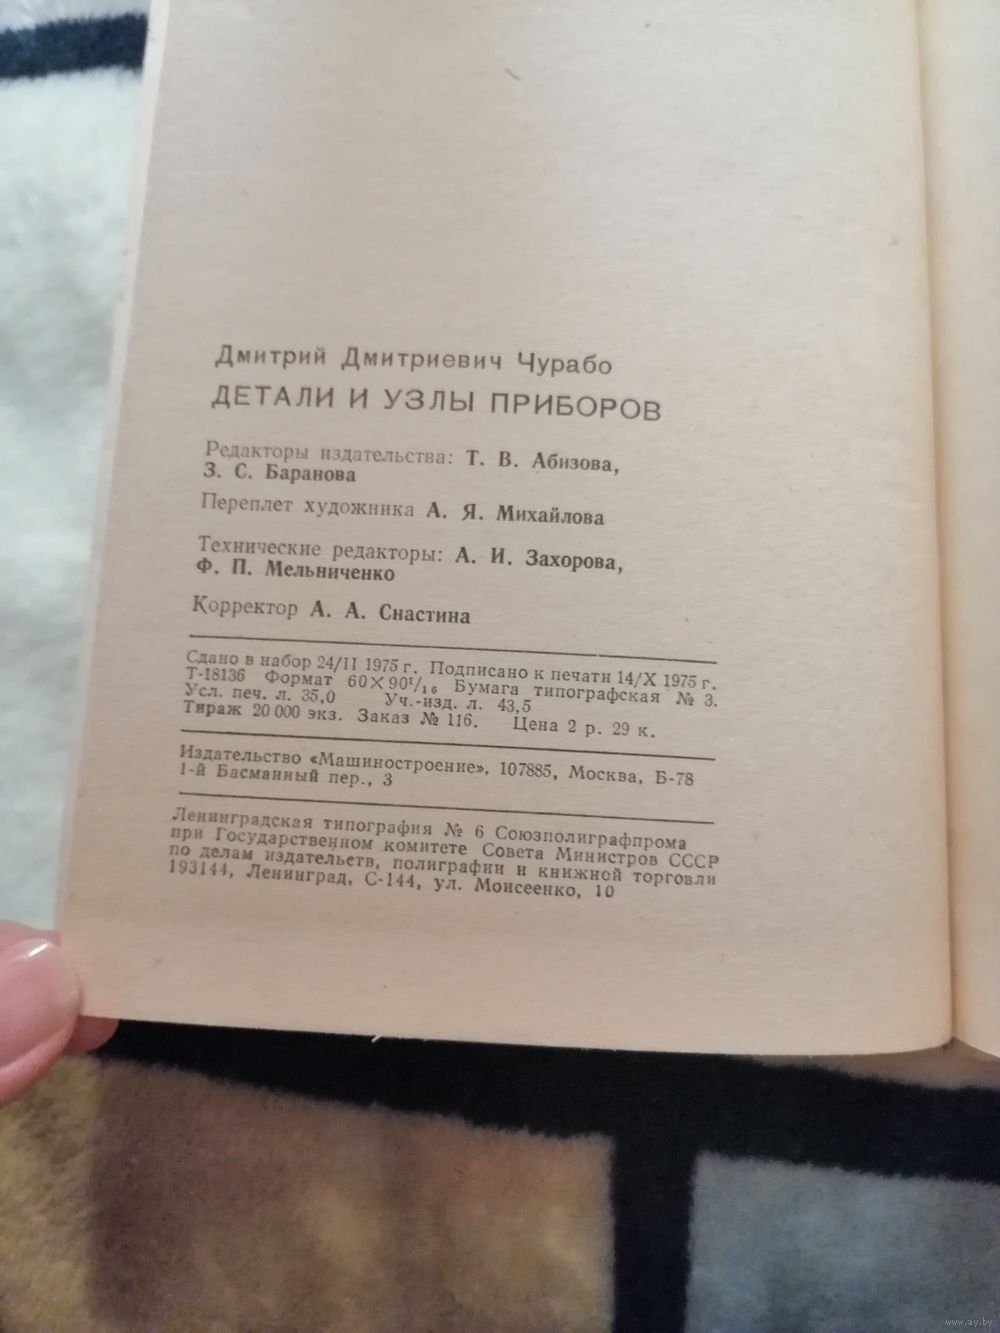 Дмитрий Дмитриевич Чурабо
ДЕТАЛИ И УЗЛЫ ПРИБОРОВ
Редакторы издательства: Т. В. Абизова,
З. С. Баранова
Переплет художника А. Я. Михайлова
Технические редакторы: А. И. Захорова,
Ф. П. Мельниченко
Корректор А. А. Снастина
Сдано в набор 24/II 1975 г. Подписано к печати 14/X 1975 г.
Т-18136 Формат 60×90¹/₁₆ Бумага типографская № 3.
Усл. печ. л. 35,0 Уч.-изд. л. 43,5
Тираж 20 000 экз. Заказ № 116. Цена 2 р. 29 к.
Издательство «Машиностроение», 107885, Москва, Б-78
1-й Басманный пер., 3
Ленинградская типография № 6 Союзполиграфпрома
при Государственном комитете Совета Министров СССР
по делам издательств, полиграфии и книжной торговли
193144, Ленинград, С-144, ул. Моисеенко, 10
www.ay.by